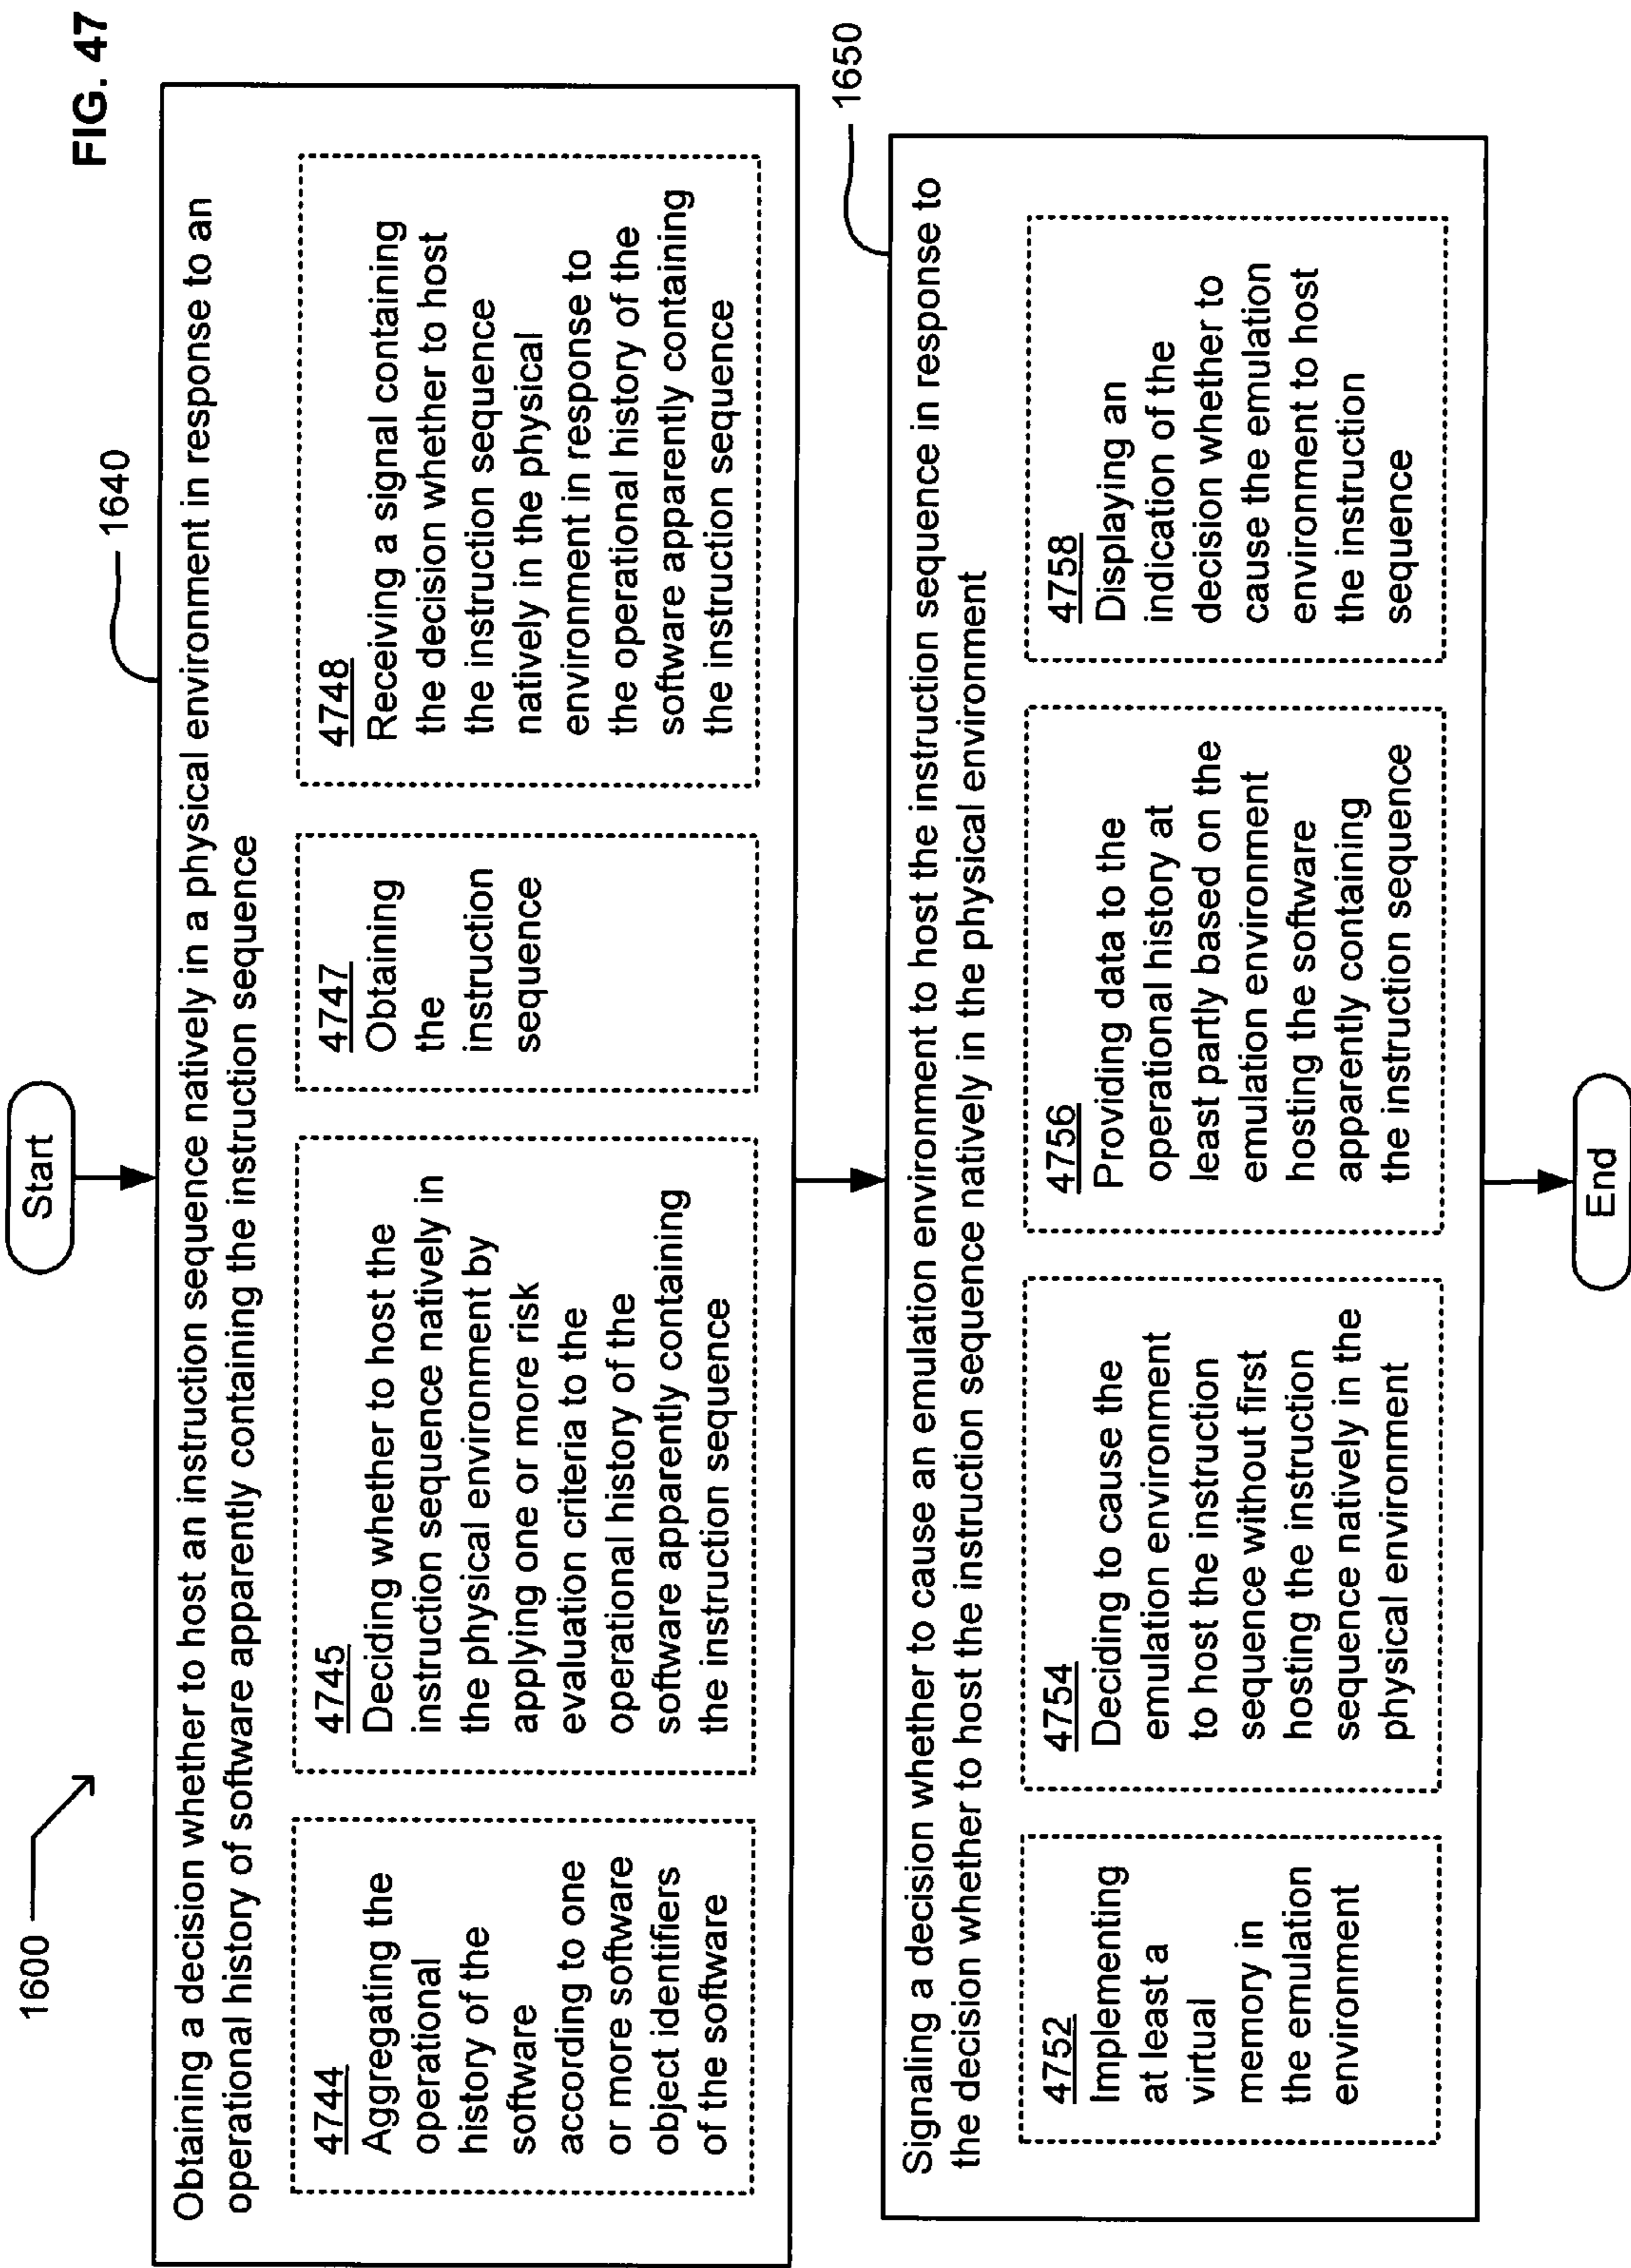 FIG. 47
1600
Start
1640
Obtaining a decision whether to host an instruction sequence natively in a physical environment in response to an
operational history of software apparently containing the instruction sequence
4744
Aggregating the
operational
history of the
software
according to one
or more software
object identifiers
of the software
4745
Deciding whether to host the
instruction sequence natively in
the physical environment by
applying one or more risk
evaluation criteria to the
operational history of the
software apparently containing
the instruction sequence
4747
Obtaining
the
instruction
sequence
4748
Receiving a signal containing
the decision whether to host
the instruction sequence
natively in the physical
environment in response to
the operational history of the
software apparently containing
the instruction sequence
1650
Signaling a decision whether to cause an emulation environment to host the instruction sequence in response to
the decision whether to host the instruction sequence natively in the physical environment
4752
Implementing
at least a
virtual
memory in
the emulation
environment
4754
Deciding to cause the
emulation environment
to host the instruction
sequence without first
hosting the instruction
sequence natively in the
physical environment
4756
Providing data to the
operational history at
least partly based on the
emulation environment
hosting the software
apparently containing
the instruction sequence
4758
Displaying an
indication of the
decision whether to
cause the emulation
environment to host
the instruction
sequence
End